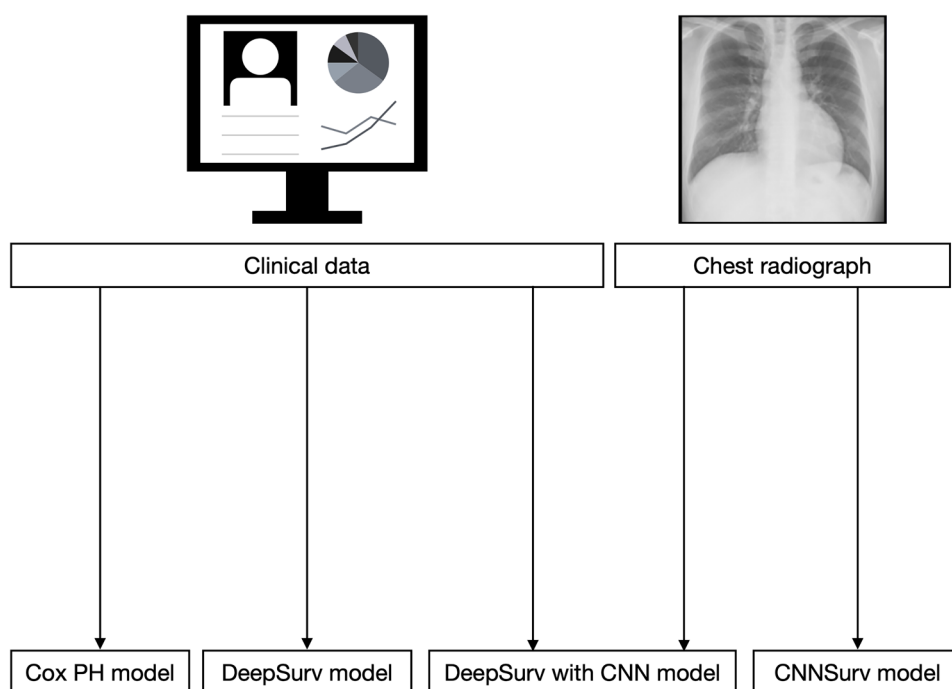 Clinical data
Chest radiograph
Cox PH model
DeepSurv model
DeepSurv with CNN model
CNNSurv model